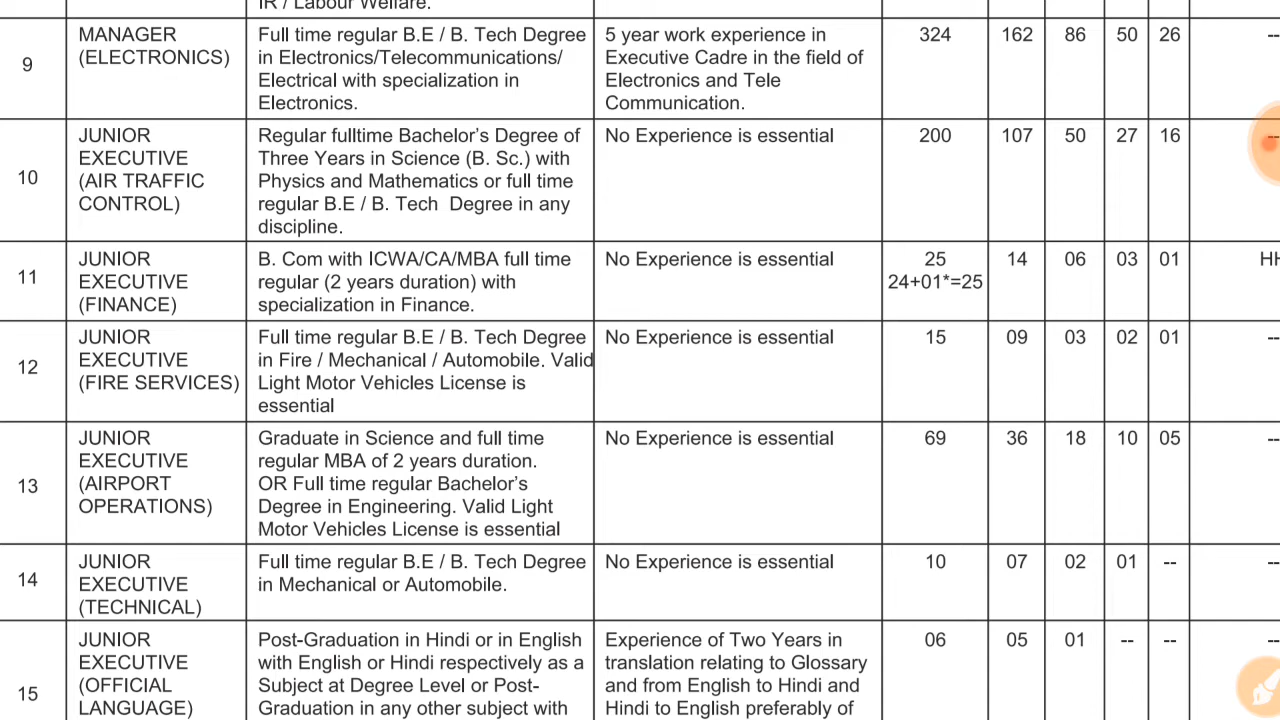 IR / Labour Welfare.
9
MANAGER
(ELECTRONICS)
Full time regular B.E / B. Tech Degree
in Electronics/Telecommunications/
Electrical with specialization in
Electronics.
5 year work experience in
Executive Cadre in the field of
Electronics and Tele
Communication.
324 162 86 50 26 --
10
JUNIOR
EXECUTIVE
(AIR TRAFFIC
CONTROL)
Regular fulltime Bachelor's Degree of
Three Years in Science (B. Sc.) with
Physics and Mathematics or full time
regular B.E / B. Tech Degree in any
discipline.
No Experience is essential
200 107 50 27 16 --
11
JUNIOR
EXECUTIVE
(FINANCE)
B. Com with ICWA/CA/MBA full time
regular (2 years duration) with
specialization in Finance.
No Experience is essential
25 14 06 03 01 HH
24+01*=25
12
JUNIOR
EXECUTIVE
(FIRE SERVICES)
Full time regular B.E / B. Tech Degree
in Fire / Mechanical / Automobile. Valid
Light Motor Vehicles License is
essential
No Experience is essential
15 09 03 02 01 --
13
JUNIOR
EXECUTIVE
(AIRPORT
OPERATIONS)
Graduate in Science and full time
regular MBA of 2 years duration.
OR Full time regular Bachelor's
Degree in Engineering. Valid Light
Motor Vehicles License is essential
No Experience is essential
69 36 18 10 05 --
14
JUNIOR
EXECUTIVE
(TECHNICAL)
Full time regular B.E / B. Tech Degree
in Mechanical or Automobile.
No Experience is essential
10 07 02 01 -- --
15
JUNIOR
EXECUTIVE
(OFFICIAL
LANGUAGE)
Post-Graduation in Hindi or in English
with English or Hindi respectively as a
Subject at Degree Level or Post-
Graduation in any other subject with
Experience of Two Years in
translation relating to Glossary
and from English to Hindi and
Hindi to English preferably of
06 05 01 -- -- --